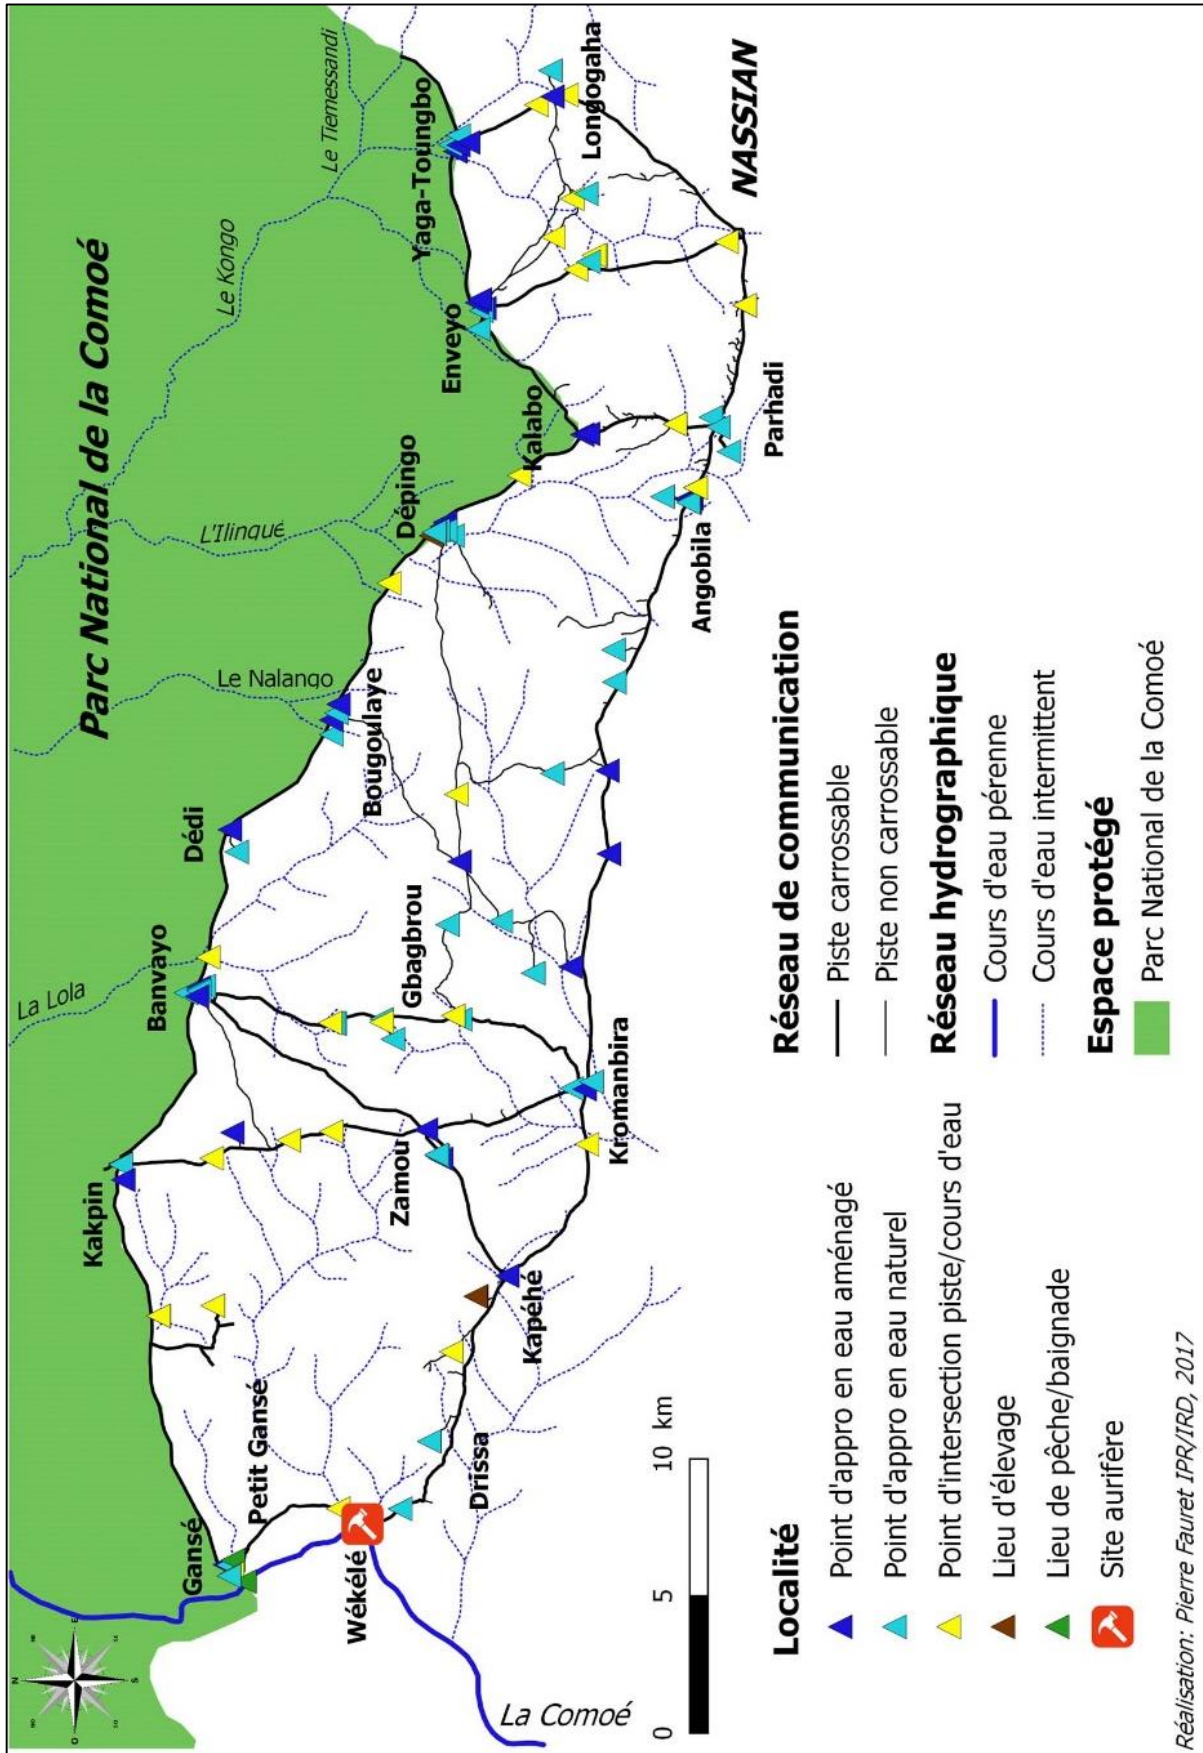 Parc National de la Comoé
Le Tiemessandi
Le Kongo
L'Ilinqué
Le Nalango
La Lola
Yaga-Toungbo
Longogaha
NASSIAN
Enveyo
Kalabo
Parhadi
Dépingo
Angobila
Bougoulaye
Dédi
Banvayo
Gbagbrou
Kromanbira
Kakpin
Zamou
Kapéhé
Gansé
Petit Gansé
Drissa
Wékélé
La Comoé
N
E
S
O
0 5 10 km
Localité
Point d'appro en eau aménagé
Point d'appro en eau naturel
Point d'intersection piste/cours d'eau
Lieu d'élevage
Lieu de pêche/baignade
Site aurifère
Réseau de communication
Piste carrossable
Piste non carrossable
Réseau hydrographique
Cours d'eau pérenne
Cours d'eau intermittent
Espace protégé
Parc National de la Comoé
Réalisation: Pierre Fauret IPR/IRD, 2017